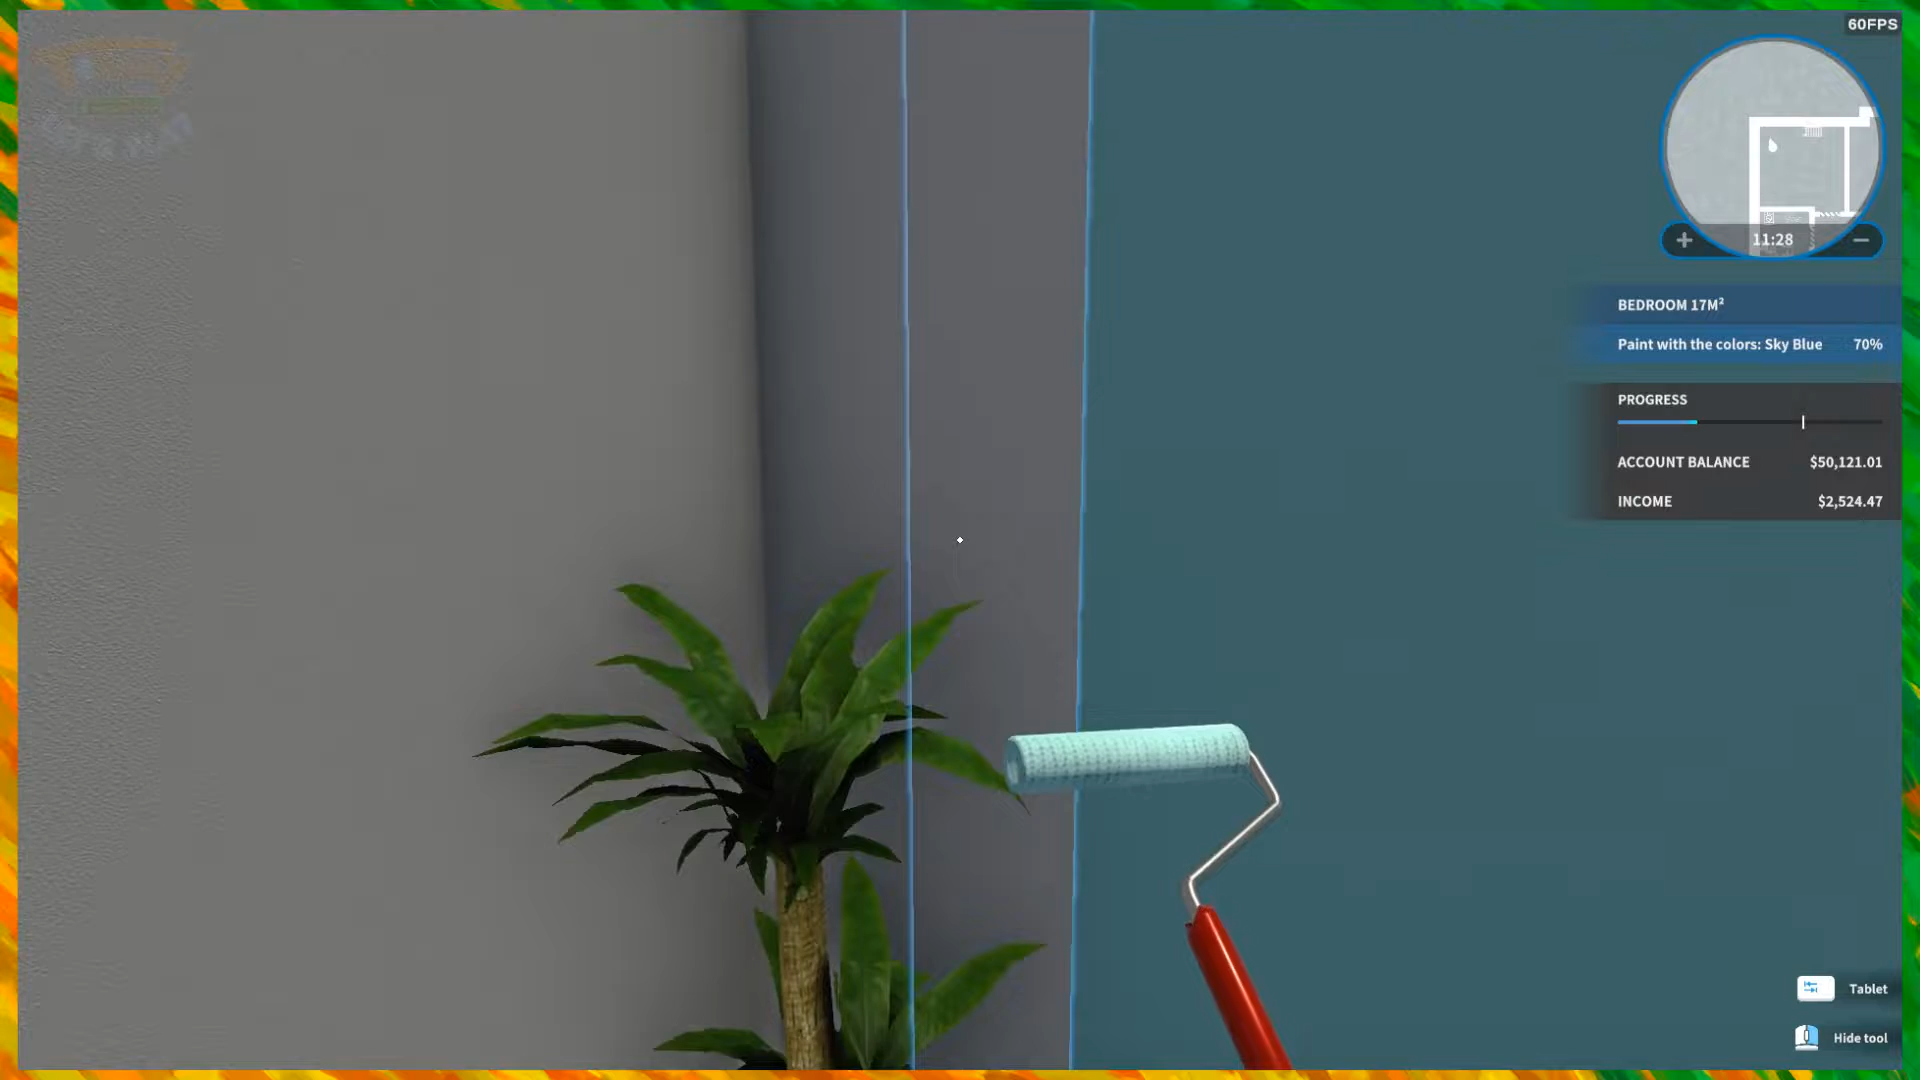 60FPS
11:28
BEDROOM 17M²
Paint with the colors: Sky Blue 70%
PROGRESS
ACCOUNT BALANCE $50,121.01
INCOME $2,524.47
Tablet
Hide tool